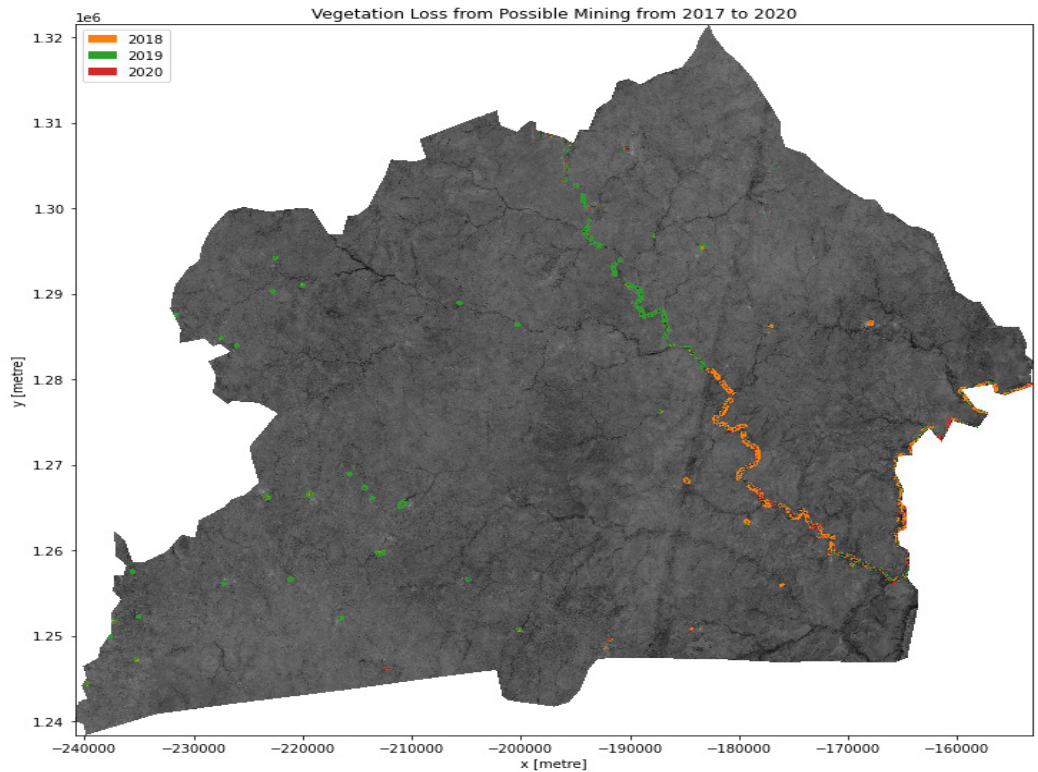 Vegetation Loss from Possible Mining from 2017 to 2020
1e6
2018
2019
2020
1.32
1.31
1.30
1.29
1.28
1.27
1.26
1.25
1.24
y [metre]
−240000 −230000 −220000 −210000 −200000 −190000 −180000 −170000 −160000
x [metre]